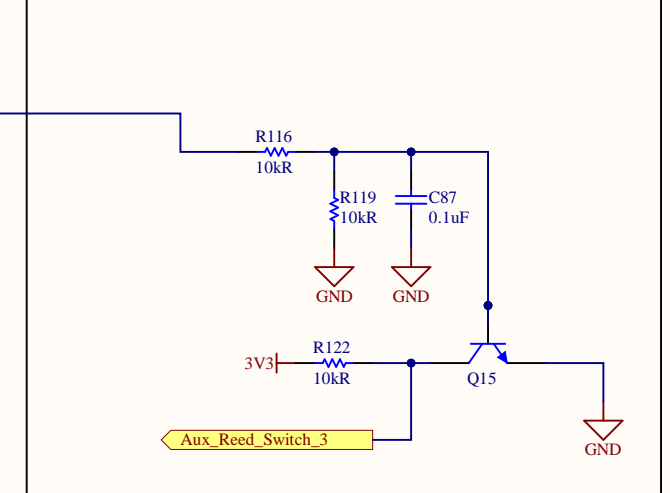 R116
10kR
R119
10kR
C87
0.1uF
GND
GND
R122
3V3
10kR
Q15
Aux_Reed_Switch_3
GND